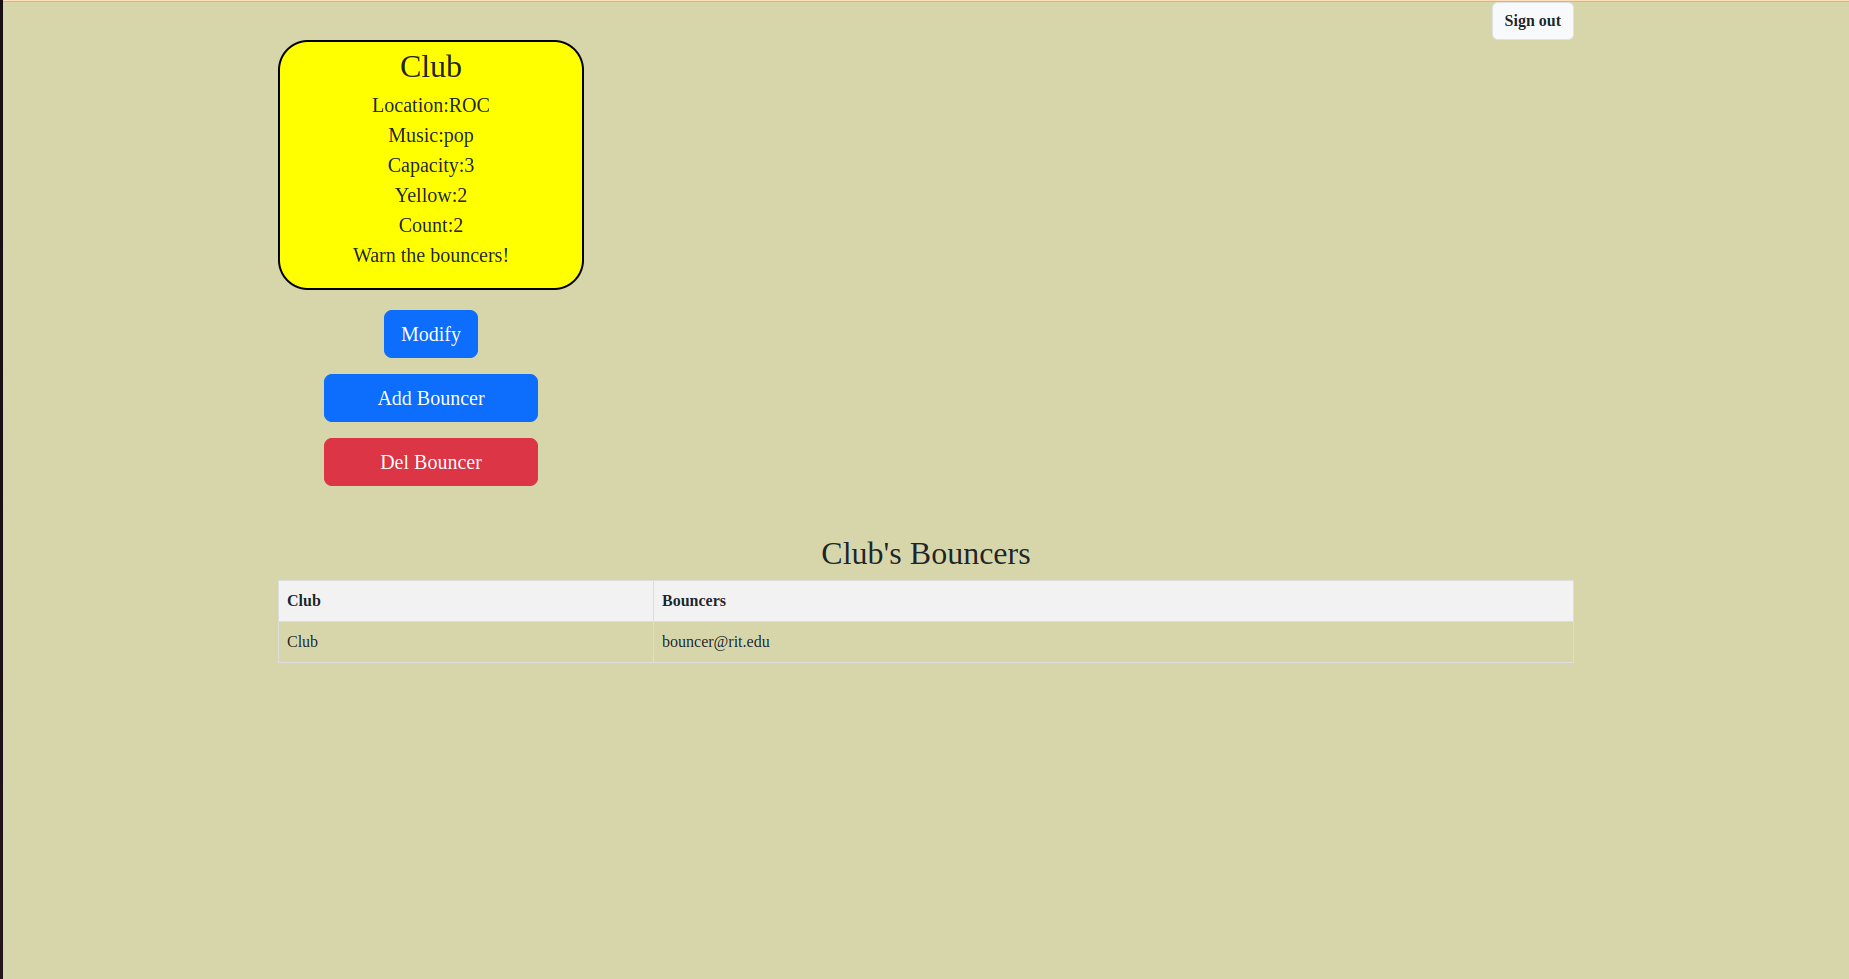 Sign out
Club
Location:ROC
Music:pop
Capacity:3
Yellow:2
Count:2
Warn the bouncers!
Modify
Add Bouncer
Del Bouncer
Club's Bouncers
Club Bouncers
Club bouncer@rit.edu